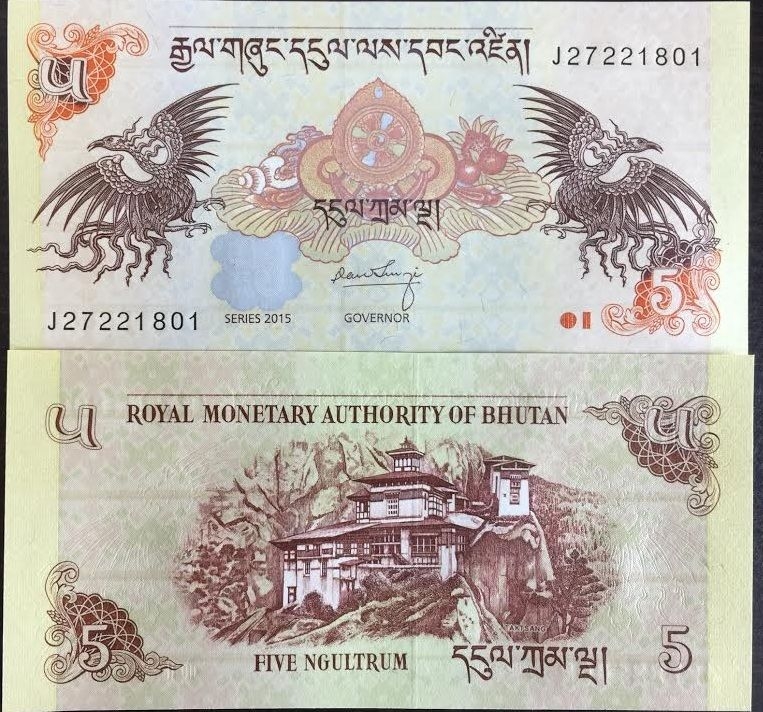 ༥
རྒྱལ་གཞུང་དངུལ་ལས་དབང་འཛིན།
J27221801
དངུལ་ཀྲམ་ལྔ།
J27221801
SERIES 2015
GOVERNOR
5
༥
ROYAL MONETARY AUTHORITY OF BHUTAN
༥
TAKTSANG
5
FIVE NGULTRUM
དངུལ་ཀྲམ་ལྔ།
5